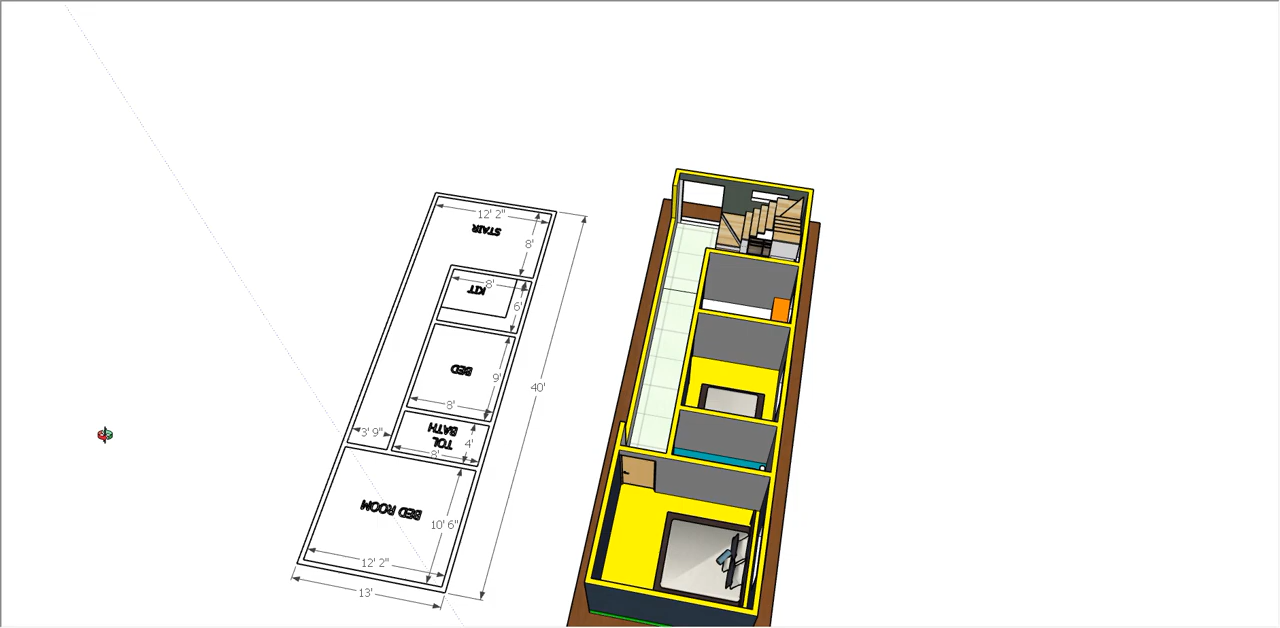 12' 2"
STAIR
8'
8'
KIT
6'
BED
9'
8'
40'
3' 9"
TOL
BATH
4'
8'
BED ROOM
10' 6"
12' 2"
13'